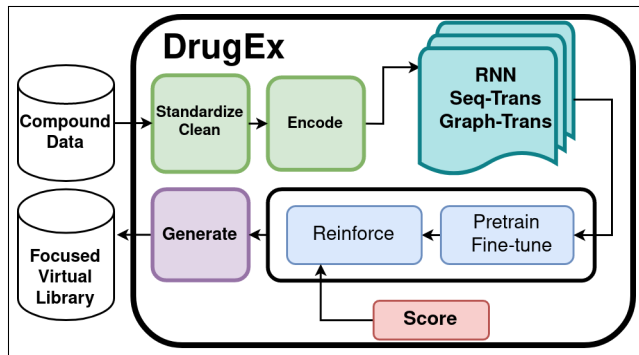 DrugEx
Compound
Data
Standardize
Clean
Encode
RNN
Seq-Trans
Graph-Trans
Focused
Virtual
Library
Generate
Reinforce
Pretrain
Fine-tune
Score